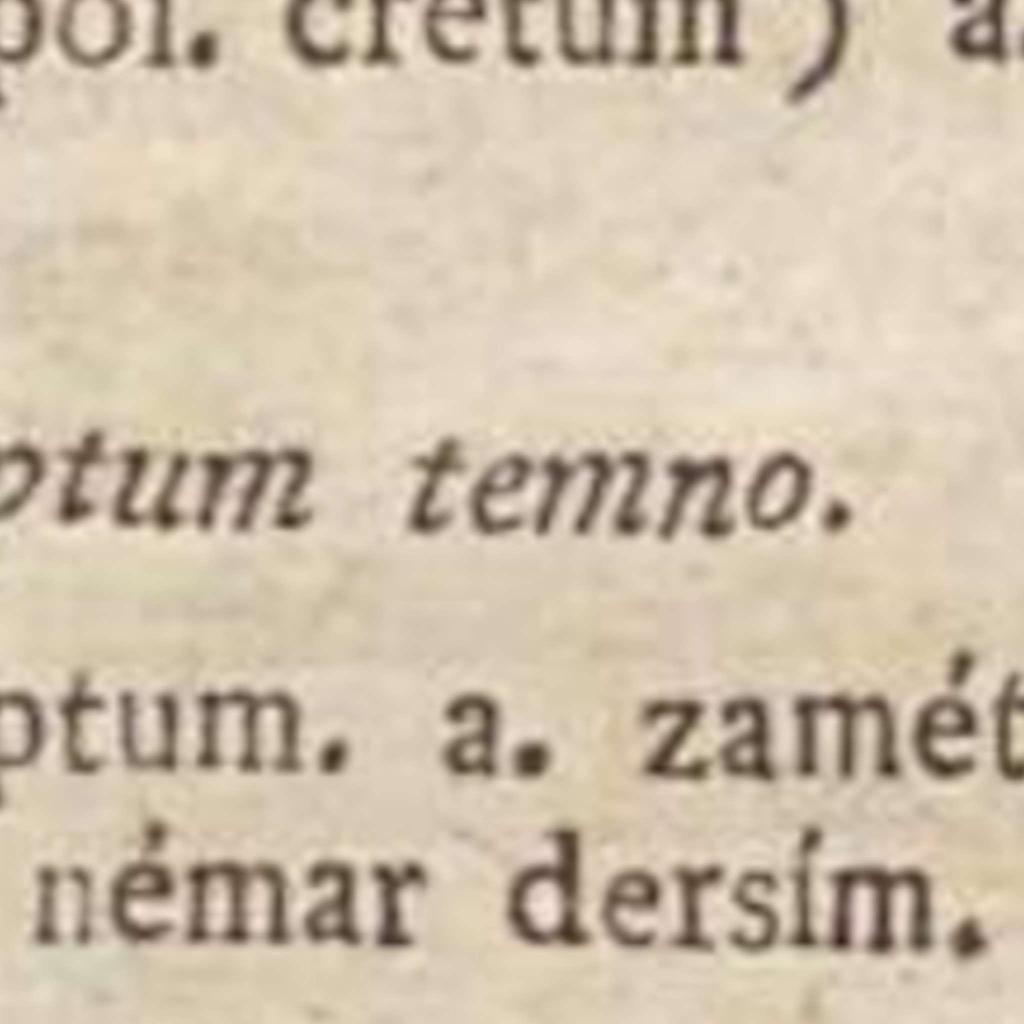 pol. cretum) a.
ptum temno.
ptum. a. zamét
némar dersím.